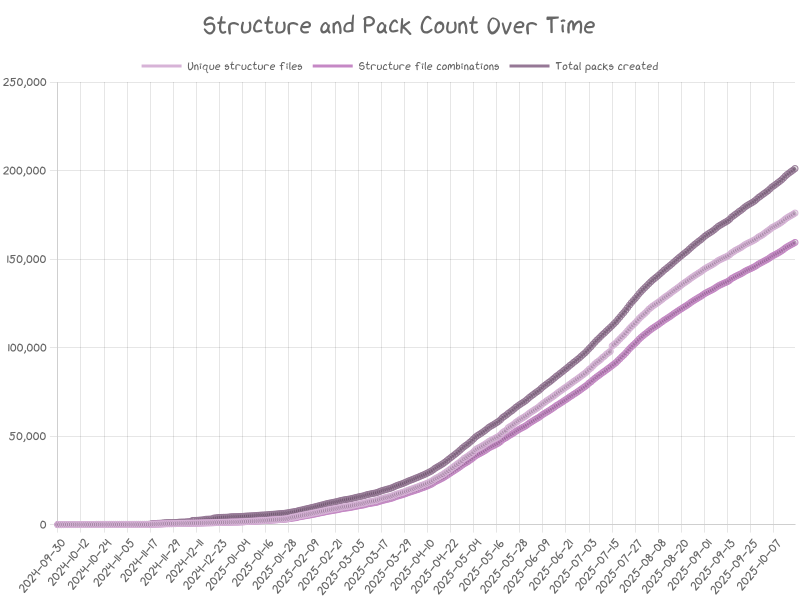 Structure and Pack Count Over Time
Unique structure files Structure file combinations Total packs created
250,000
200,000
150,000
100,000
50,000
0
2024-09-30 2024-10-12 2024-10-24 2024-11-05 2024-11-17 2024-11-29 2024-12-11 2024-12-23 2025-01-04 2025-01-16 2025-01-28 2025-02-09 2025-02-21 2025-03-05 2025-03-17 2025-03-29 2025-04-10 2025-04-22 2025-05-04 2025-05-16 2025-05-28 2025-06-09 2025-06-21 2025-07-03 2025-07-15 2025-07-27 2025-08-08 2025-08-20 2025-09-01 2025-09-13 2025-09-25 2025-10-07